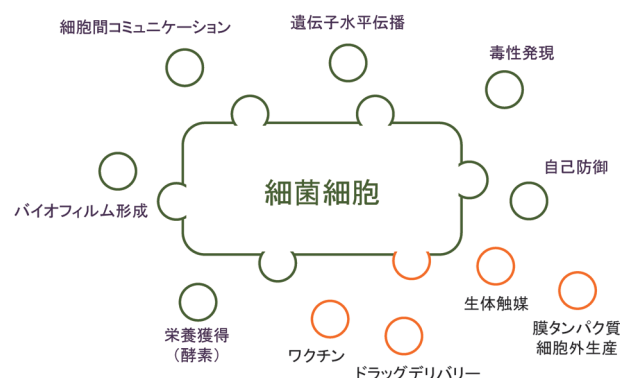 細胞間コミュニケーション
遺伝子水平伝播
毒性発現
自己防御
細菌細胞
バイオフィルム形成
栄養獲得
（酵素）
ワクチン
ドラッグデリバリー
生体触媒
膜タンパク質
細胞外生産